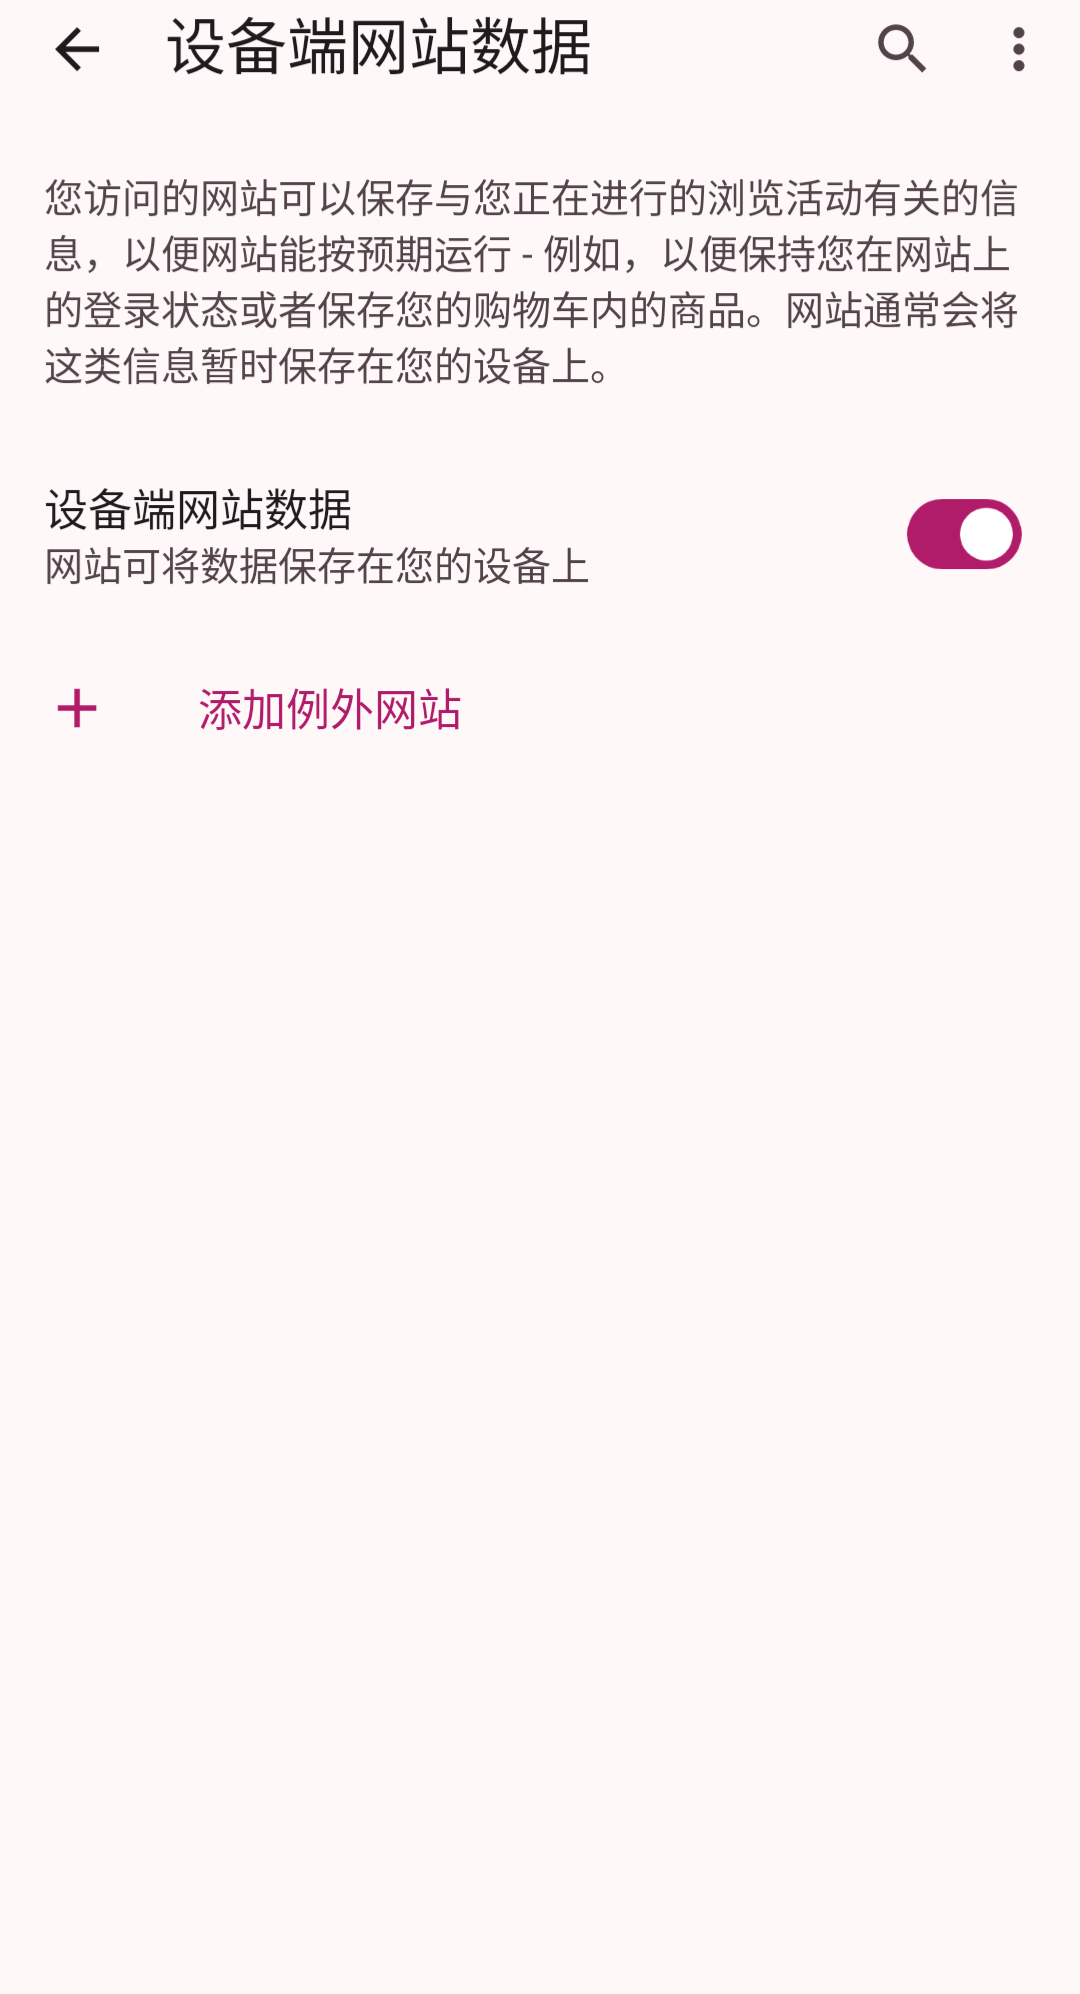 设备端网站数据
您访问的网站可以保存与您正在进行的浏览活动有关的信
息，以便网站能按预期运行 - 例如，以便保持您在网站上
的登录状态或者保存您的购物车内的商品。网站通常会将
这类信息暂时保存在您的设备上。
设备端网站数据
网站可将数据保存在您的设备上
添加例外网站